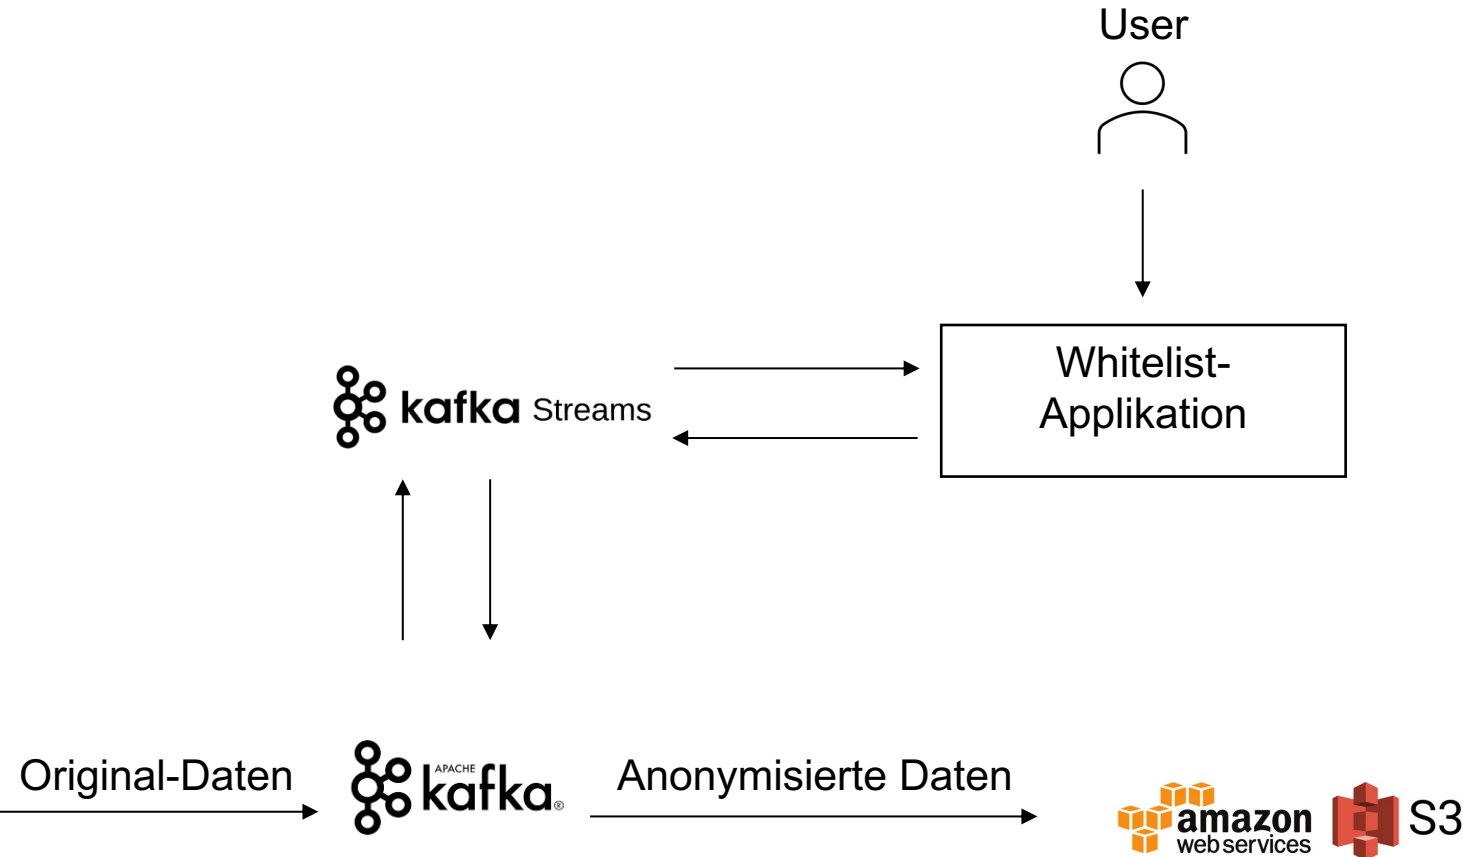 User
Whitelist-
Applikation
kafka Streams
Original-Daten
APACHE
kafka®
Anonymisierte Daten
amazon
web services
S3